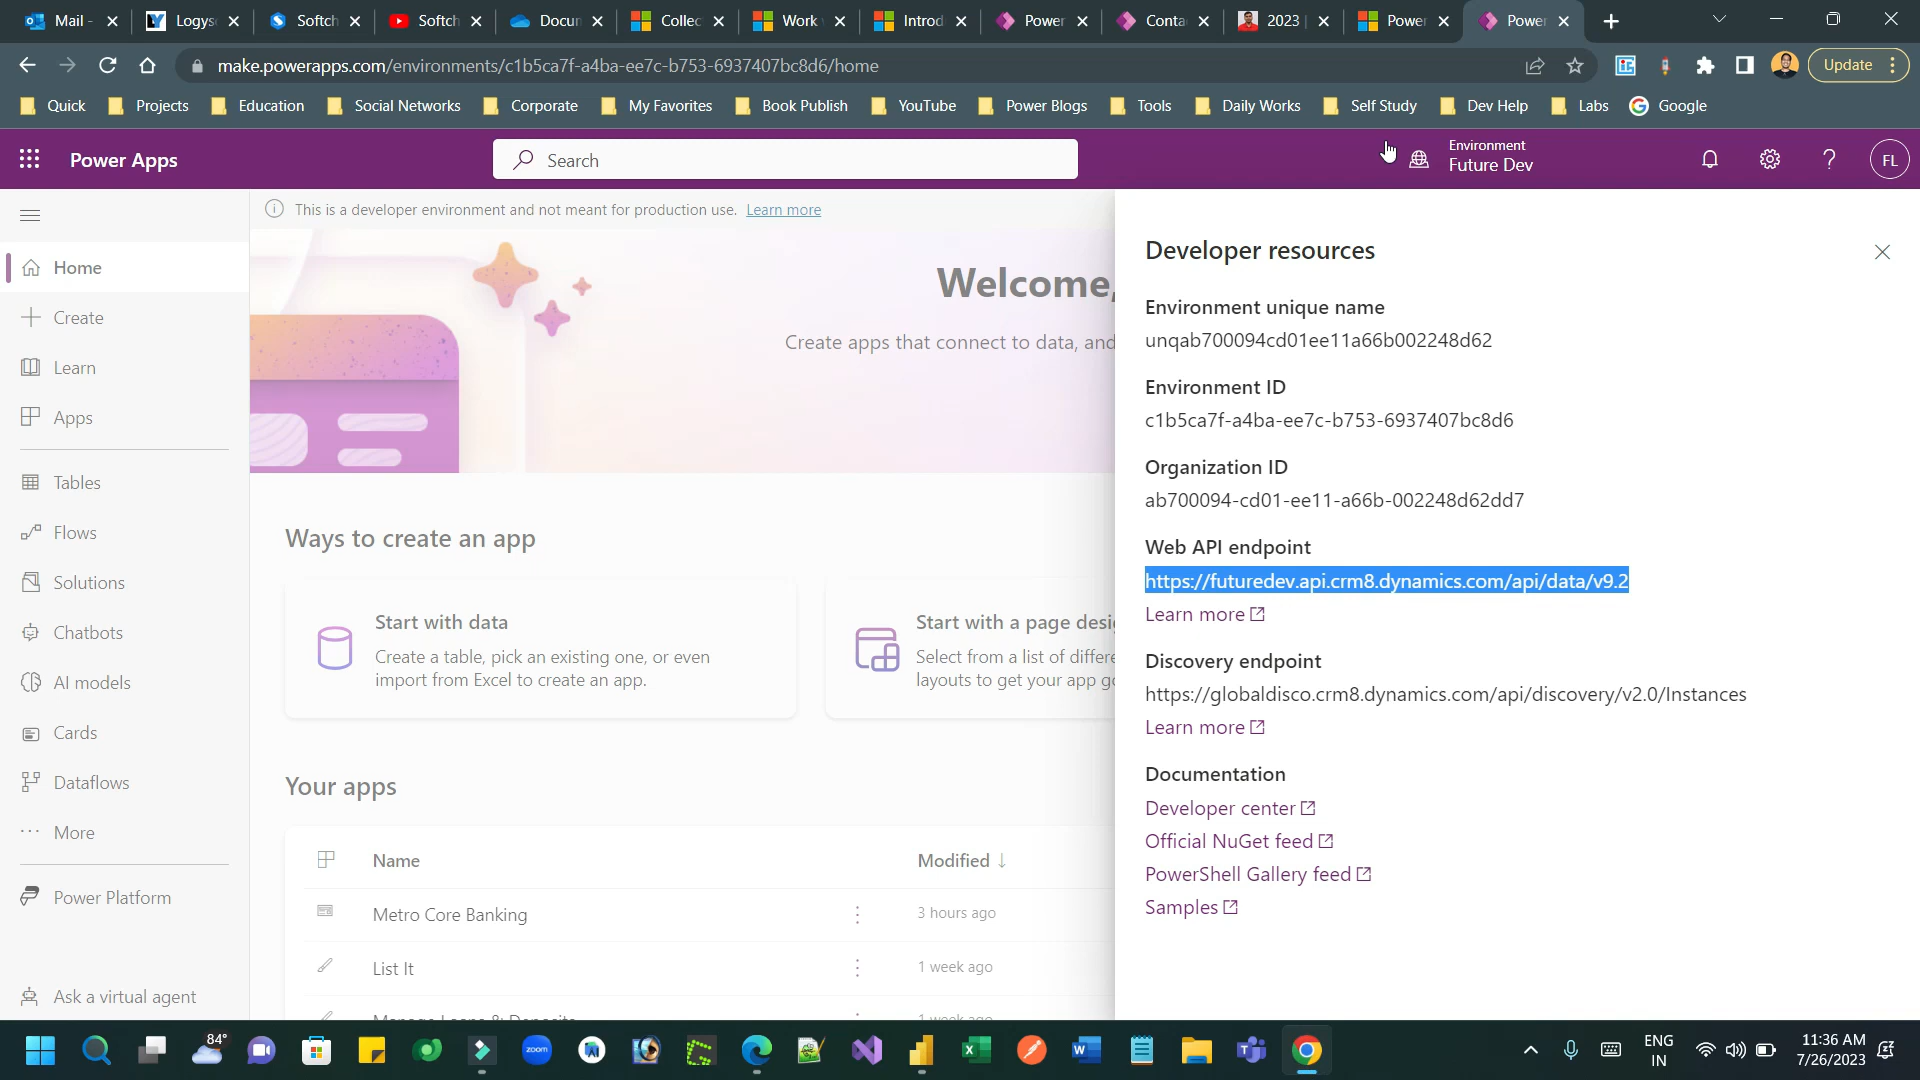 Mail -
Logys
Softch
Softch
Docun
Collec
Work
Introd
Power
Conta
2023 |
Power
Power
make.powerapps.com/environments/c1b5ca7f-a4ba-ee7c-b753-6937407bc8d6/home
Update
Quick
Projects
Education
Social Networks
Corporate
My Favorites
Book Publish
YouTube
Power Blogs
Tools
Daily Works
Self Study
Dev Help
Labs
Google
Power Apps
Search
Environment
Future Dev
FL
This is a developer environment and not meant for production use. Learn more
Home
Create
Learn
Apps
Tables
Flows
Solutions
Chatbots
AI models
Cards
Dataflows
More
Power Platform
Ask a virtual agent
Welcome,
Create apps that connect to data, and
Ways to create an app
Start with data
Create a table, pick an existing one, or even
import from Excel to create an app.
Start with a page desi
Select from a list of differe
layouts to get your app go
Your apps
Name
Modified ↓
Metro Core Banking
3 hours ago
List It
1 week ago
Manage Loans & Deposits
1 week ago
Developer resources
Environment unique name
unqab700094cd01ee11a66b002248d62
Environment ID
c1b5ca7f-a4ba-ee7c-b753-6937407bc8d6
Organization ID
ab700094-cd01-ee11-a66b-002248d62dd7
Web API endpoint
https://futuredev.api.crm8.dynamics.com/api/data/v9.2
Learn more
Discovery endpoint
https://globaldisco.crm8.dynamics.com/api/discovery/v2.0/Instances
Learn more
Documentation
Developer center
Official NuGet feed
PowerShell Gallery feed
Samples
84°
zoom
ENG
IN
11:36 AM
7/26/2023